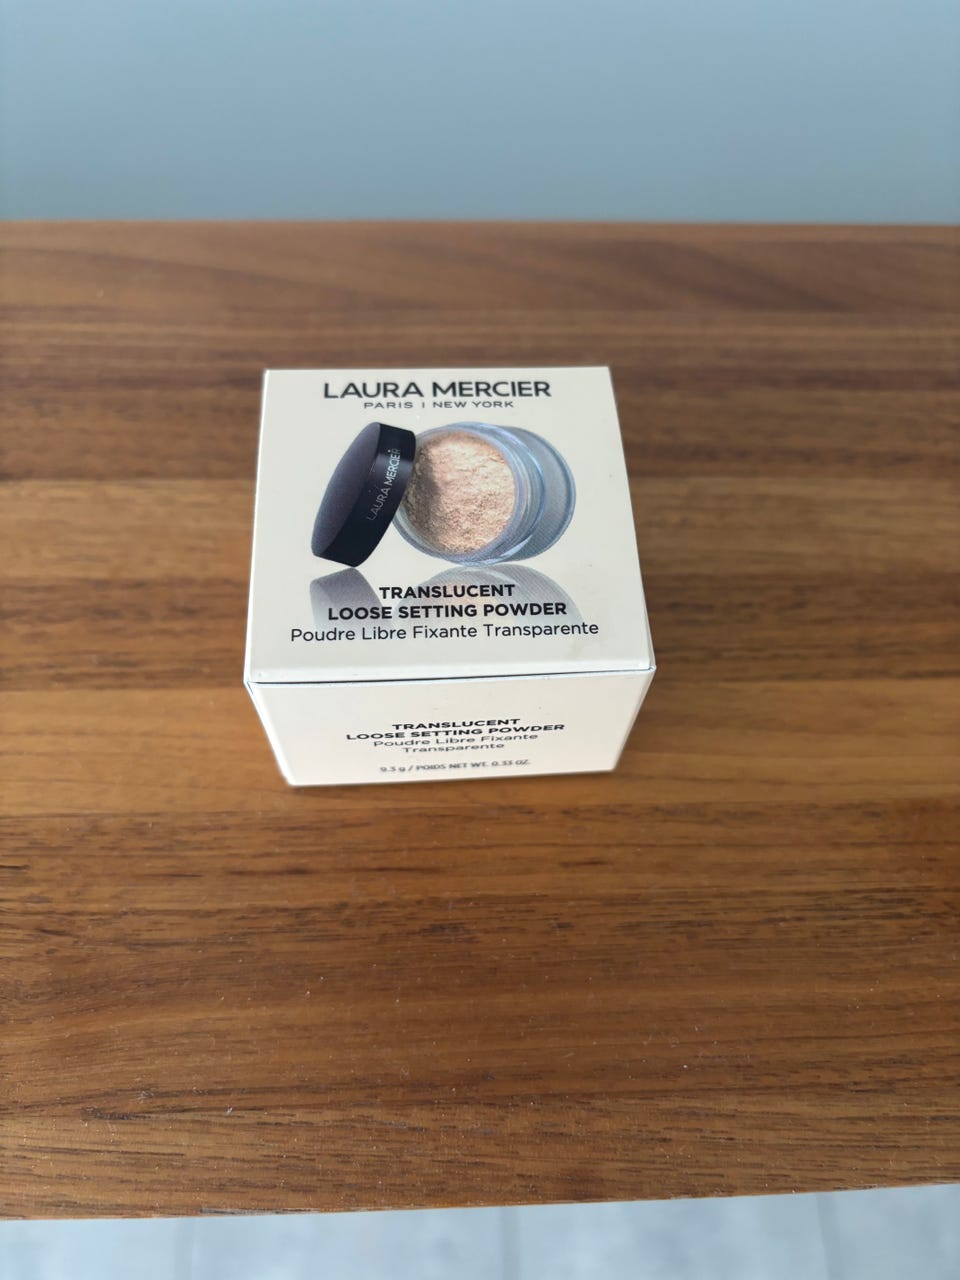 LAURA MERCIER
PARIS | NEW YORK
LAURA MERCIER
TRANSLUCENT
LOOSE SETTING POWDER
Poudre Libre Fixante Transparente
TRANSLUCENT
LOOSE SETTING POWDER
Poudre Libre Fixante
Transparente
9.3 g / POIDS NET WT. 0.33 OZ.